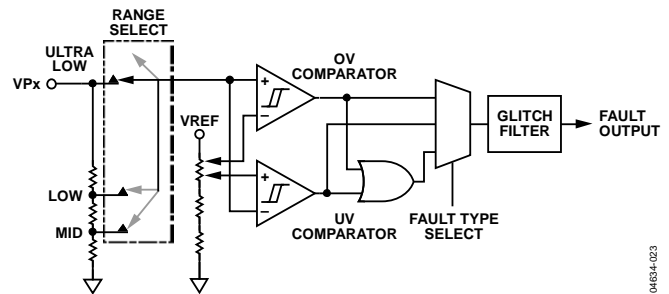 RANGE
SELECT
ULTRA
LOW
VPx
LOW
MID
VREF
+
−
+
−
OV
COMPARATOR
UV
COMPARATOR
FAULT TYPE
SELECT
GLITCH
FILTER
FAULT
OUTPUT
04634-023